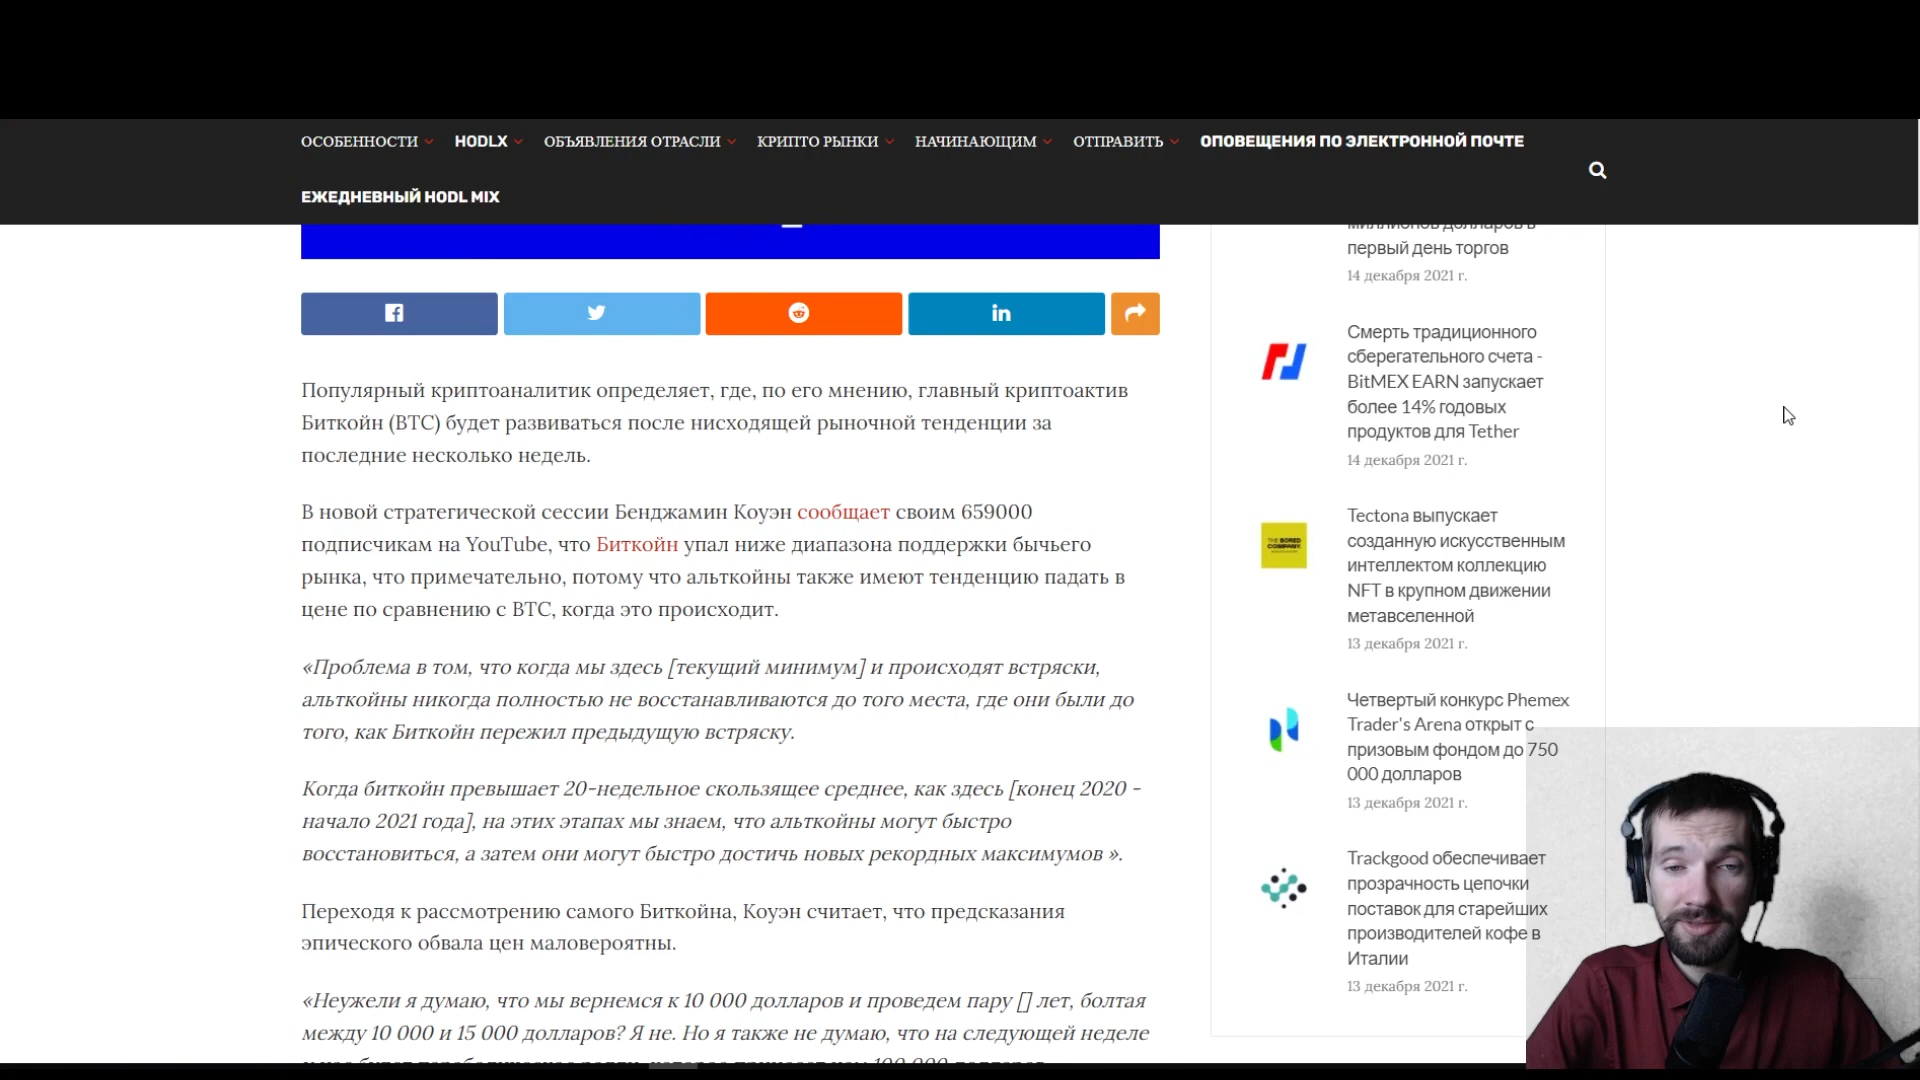 ОСОБЕННОСТИ HODLX ОБЪЯВЛЕНИЯ ОТРАСЛИ КРИПТО РЫНКИ НАЧИНАЮЩИМ ОТПРАВИТЬ ОПОВЕЩЕНИЯ ПО ЭЛЕКТРОННОЙ ПОЧТЕ
ЕЖЕДНЕВНЫЙ HODL MIX
Популярный криптоаналитик определяет, где, по его мнению, главный криптоактив
Биткойн (BTC) будет развиваться после нисходящей рыночной тенденции за
последние несколько недель.
В новой стратегической сессии Бенджамин Коуэн сообщает своим 659000
подписчикам на YouTube, что Биткойн упал ниже диапазона поддержки бычьего
рынка, что примечательно, потому что альткойны также имеют тенденцию падать в
цене по сравнению с BTC, когда это происходит.
«Проблема в том, что когда мы здесь [текущий минимум] и происходят встряски,
альткойны никогда полностью не восстанавливаются до того места, где они были до
того, как Биткойн пережил предыдущую встряску.
Когда биткойн превышает 20-недельное скользящее среднее, как здесь [конец 2020 -
начало 2021 года], на этих этапах мы знаем, что альткойны могут быстро
восстановиться, а затем они могут быстро достичь новых рекордных максимумов ».
Переходя к рассмотрению самого Биткойна, Коуэн считает, что предсказания
эпического обвала цен маловероятны.
«Неужели я думаю, что мы вернемся к 10 000 долларов и проведем пару [] лет, болтая
между 10 000 и 15 000 долларов? Я не. Но я также не думаю, что на следующей неделе
миллионов долларов в
первый день торгов
14 декабря 2021 г.
Смерть традиционного
сберегательного счета -
BitMEX EARN запускает
более 14% годовых
продуктов для Tether
14 декабря 2021 г.
THE BORED
COMPANY.
Tectona выпускает
созданную искусственным
интеллектом коллекцию
NFT в крупном движении
метавселенной
13 декабря 2021 г.
Четвертый конкурс Phemex
Trader's Arena открыт с
призовым фондом до 750
000 долларов
13 декабря 2021 г.
Trackgood обеспечивает
прозрачность цепочки
поставок для старейших
производителей кофе в
Италии
13 декабря 2021 г.